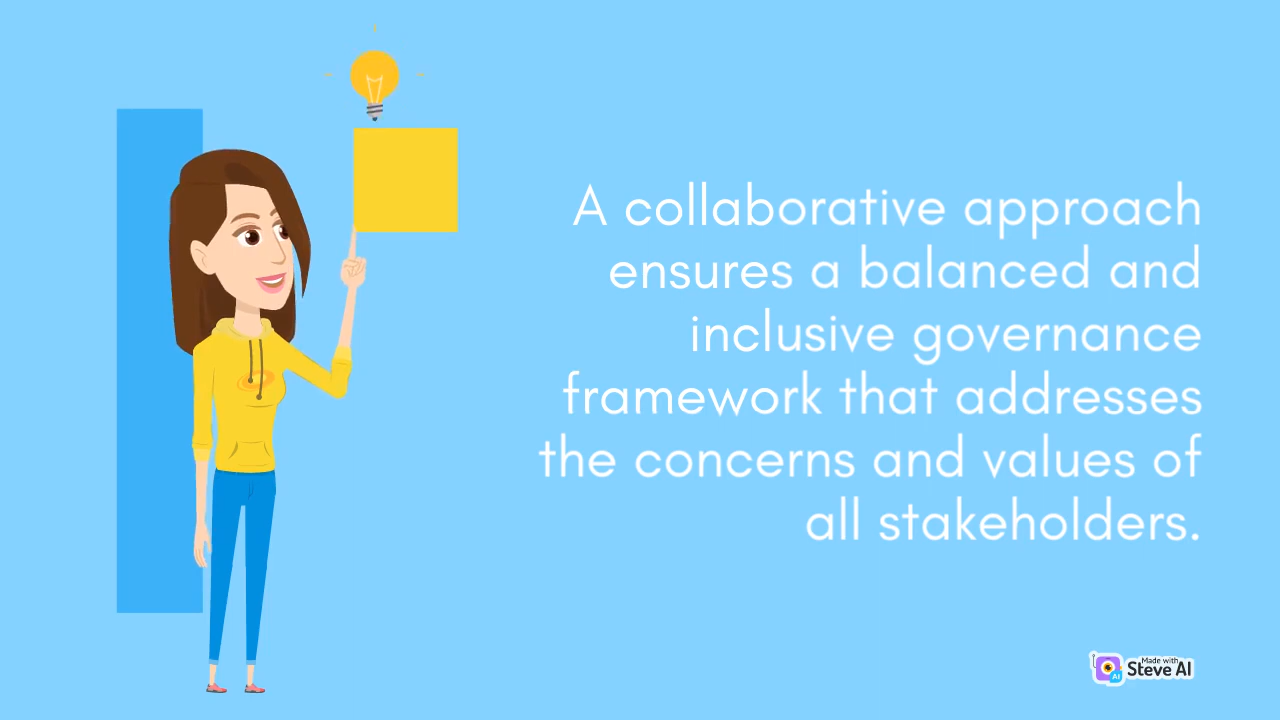 A collaborative approach
ensures a balanced and
inclusive governance
framework that addresses
the concerns and values of
all stakeholders.
Made with
Steve AI
AI